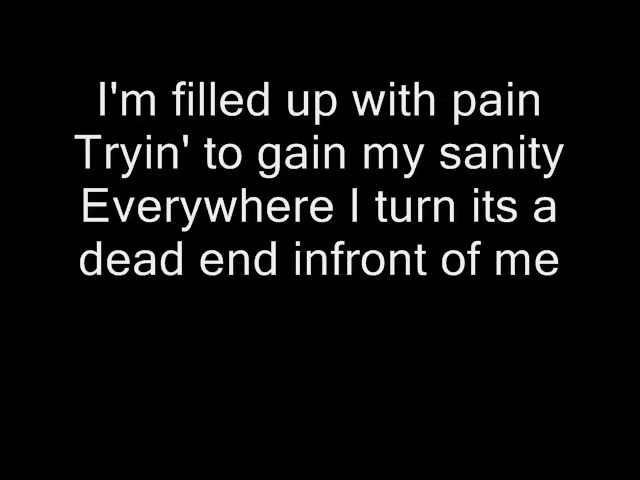 I'm filled up with pain
Tryin' to gain my sanity
Everywhere I turn its a
dead end infront of me